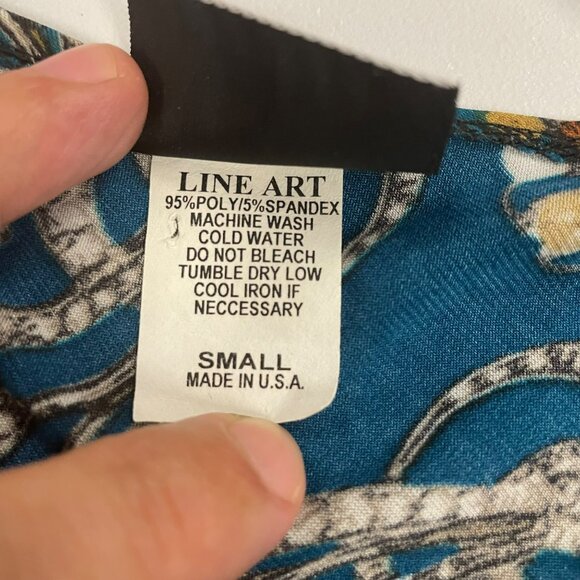 LINE ART
95%POLY/5%SPANDEX
MACHINE WASH
COLD WATER
DO NOT BLEACH
TUMBLE DRY LOW
COOL IRON IF
NECCESSARY
SMALL
MADE IN U.S.A.